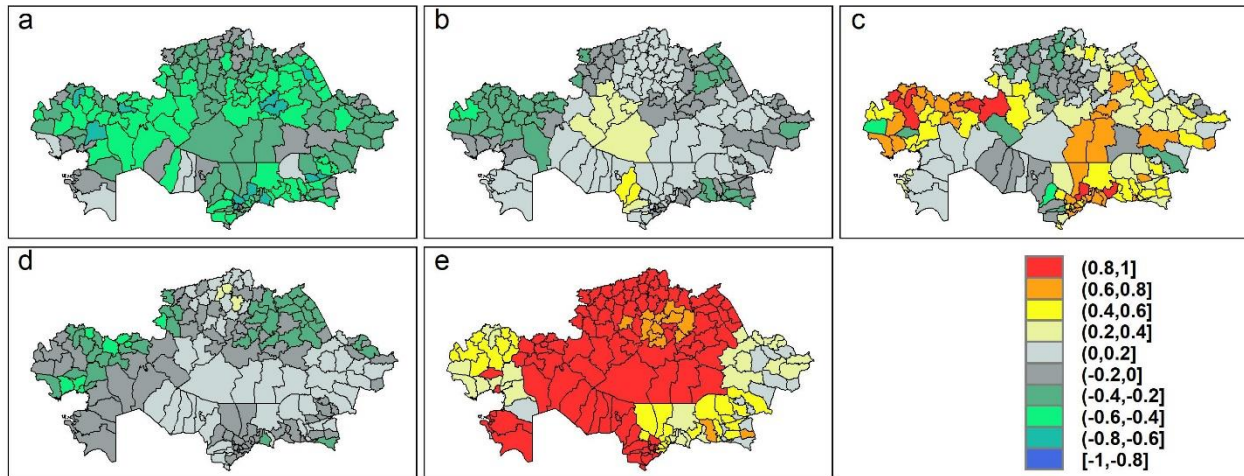 a
b
c
d
e
(0.8,1]
(0.6,0.8]
(0.4,0.6]
(0.2,0.4]
(0,0.2]
(-0.2,0]
(-0.4,-0.2]
(-0.6,-0.4]
(-0.8,-0.6]
[-1,-0.8]